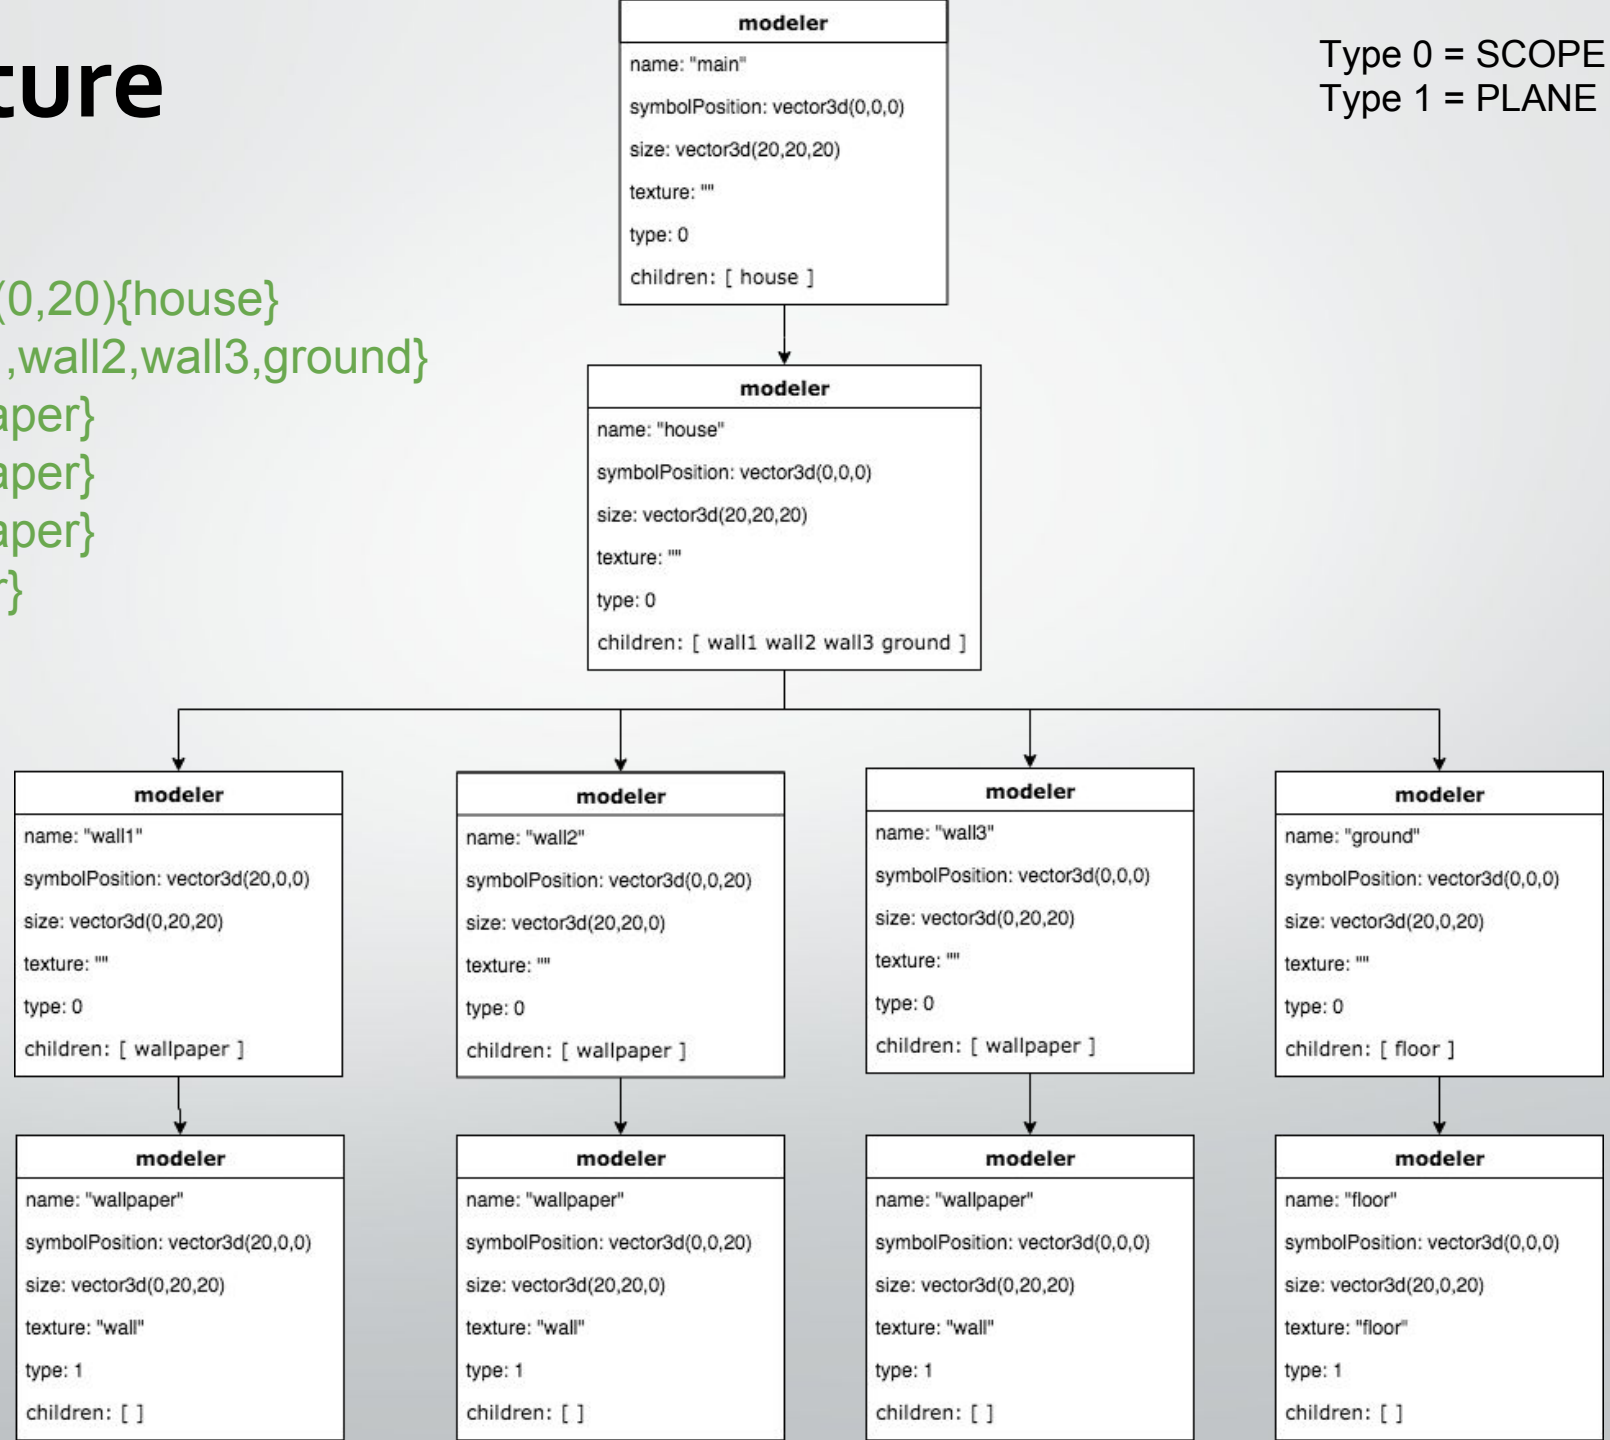 ture
Type 0 = SCOPE
Type 1 = PLANE
(0,20){house}
,wall2,wall3,ground}
aper}
aper}
aper}
r}
modeler
name: "main"
symbolPosition: vector3d(0,0,0)
size: vector3d(20,20,20)
texture: ""
type: 0
children: [ house ]
modeler
name: "house"
symbolPosition: vector3d(0,0,0)
size: vector3d(20,20,20)
texture: ""
type: 0
children: [ wall1 wall2 wall3 ground ]
modeler
name: "wall1"
symbolPosition: vector3d(20,0,0)
size: vector3d(0,20,20)
texture: ""
type: 0
children: [ wallpaper ]
modeler
name: "wall2"
symbolPosition: vector3d(0,0,20)
size: vector3d(20,20,0)
texture: ""
type: 0
children: [ wallpaper ]
modeler
name: "wall3"
symbolPosition: vector3d(0,0,0)
size: vector3d(0,20,20)
texture: ""
type: 0
children: [ wallpaper ]
modeler
name: "ground"
symbolPosition: vector3d(0,0,0)
size: vector3d(20,0,20)
texture: ""
type: 0
children: [ floor ]
modeler
name: "wallpaper"
symbolPosition: vector3d(20,0,0)
size: vector3d(0,20,20)
texture: "wall"
type: 1
children: [ ]
modeler
name: "wallpaper"
symbolPosition: vector3d(0,0,20)
size: vector3d(20,20,0)
texture: "wall"
type: 1
children: [ ]
modeler
name: "wallpaper"
symbolPosition: vector3d(0,0,0)
size: vector3d(0,20,20)
texture: "wall"
type: 1
children: [ ]
modeler
name: "floor"
symbolPosition: vector3d(0,0,0)
size: vector3d(20,0,20)
texture: "floor"
type: 1
children: [ ]